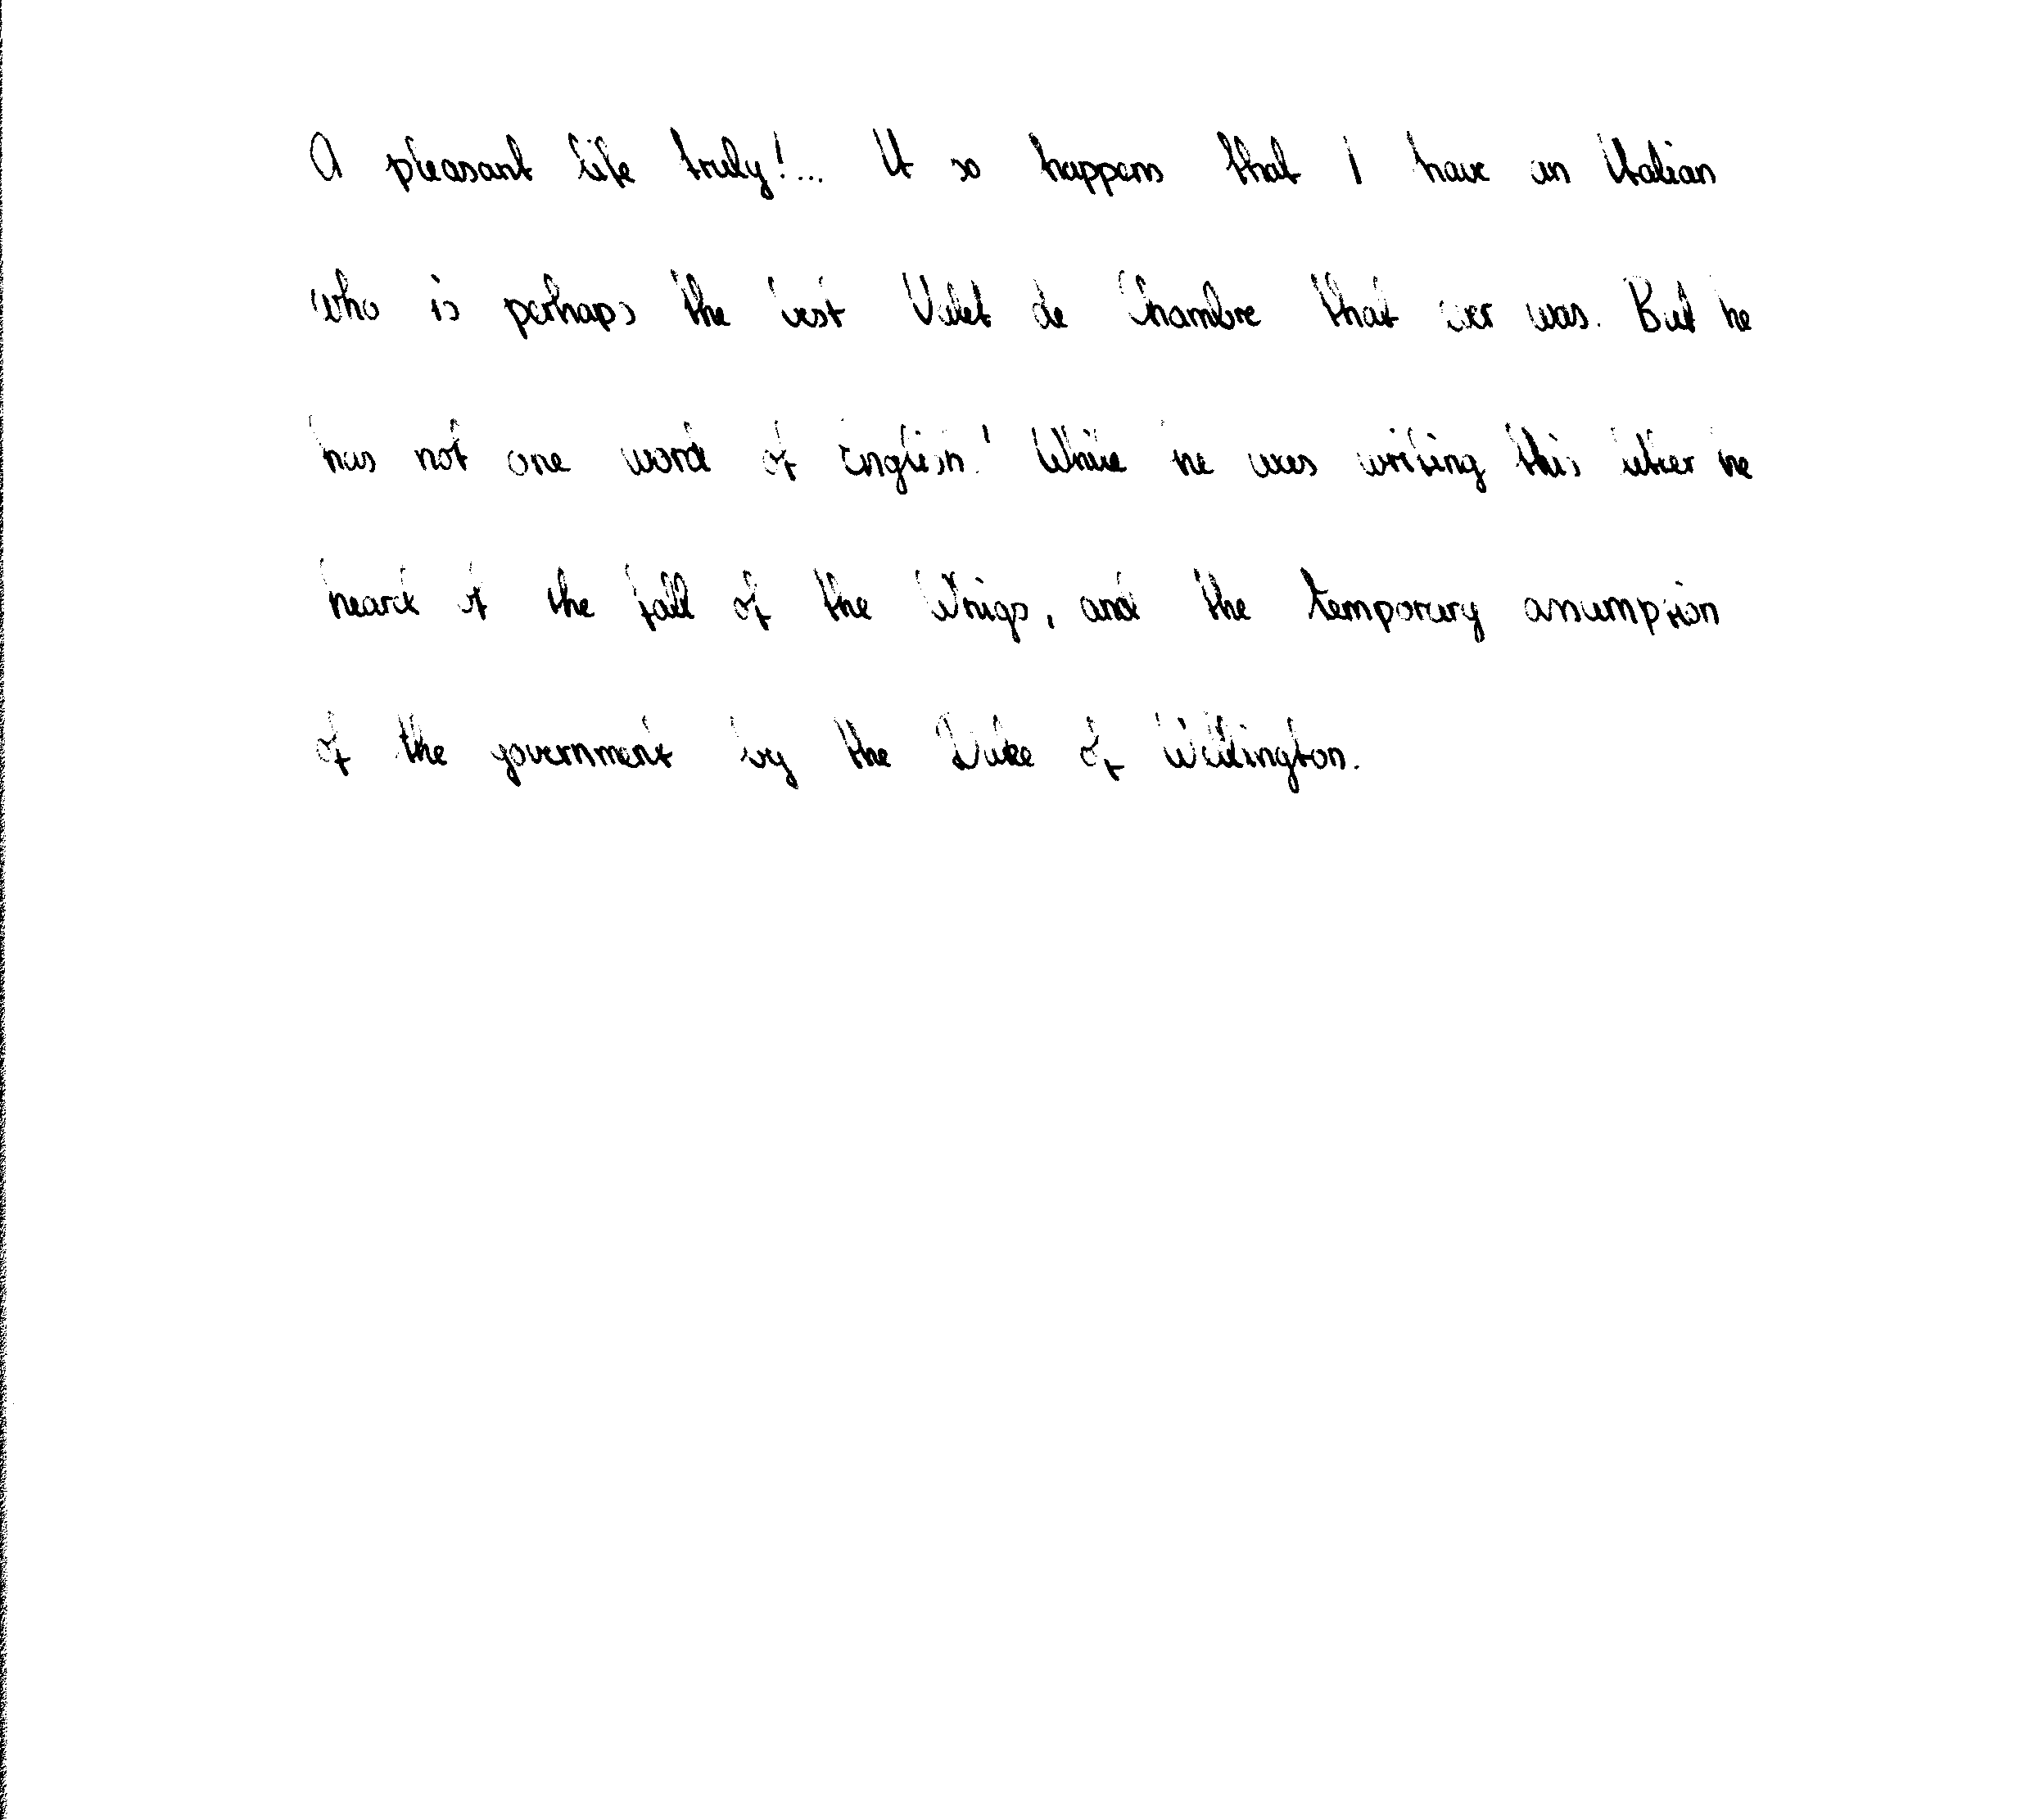 A pleasant life truly!... It so happens that I have an Italian
who is perhaps the best Valet de Chambre that ever was. But he
has not one word of English!' While he was writing this letter he
heard of the fall of the Whigs, and the temporary assumption
of the government by the Duke of Wellington.